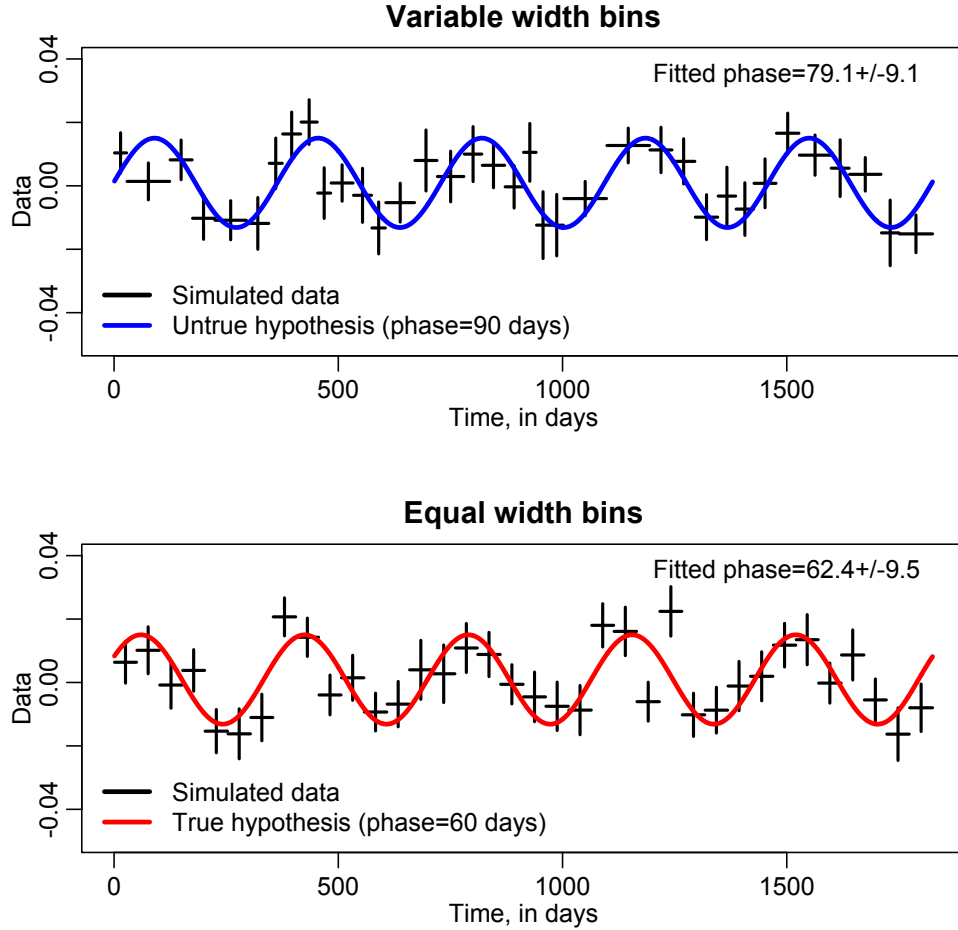 Variable width bins
Fitted phase=79.1+/-9.1
0.04
0.00
-0.04
Data
Simulated data
Untrue hypothesis (phase=90 days)
0 500 1000 1500
Time, in days
Equal width bins
Fitted phase=62.4+/-9.5
0.04
0.00
-0.04
Data
Simulated data
True hypothesis (phase=60 days)
0 500 1000 1500
Time, in days